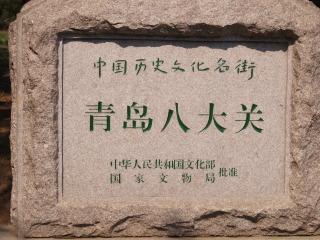 中国历史文化名街
青岛八大关
中华人民共和国文化部
国家文物局
批准